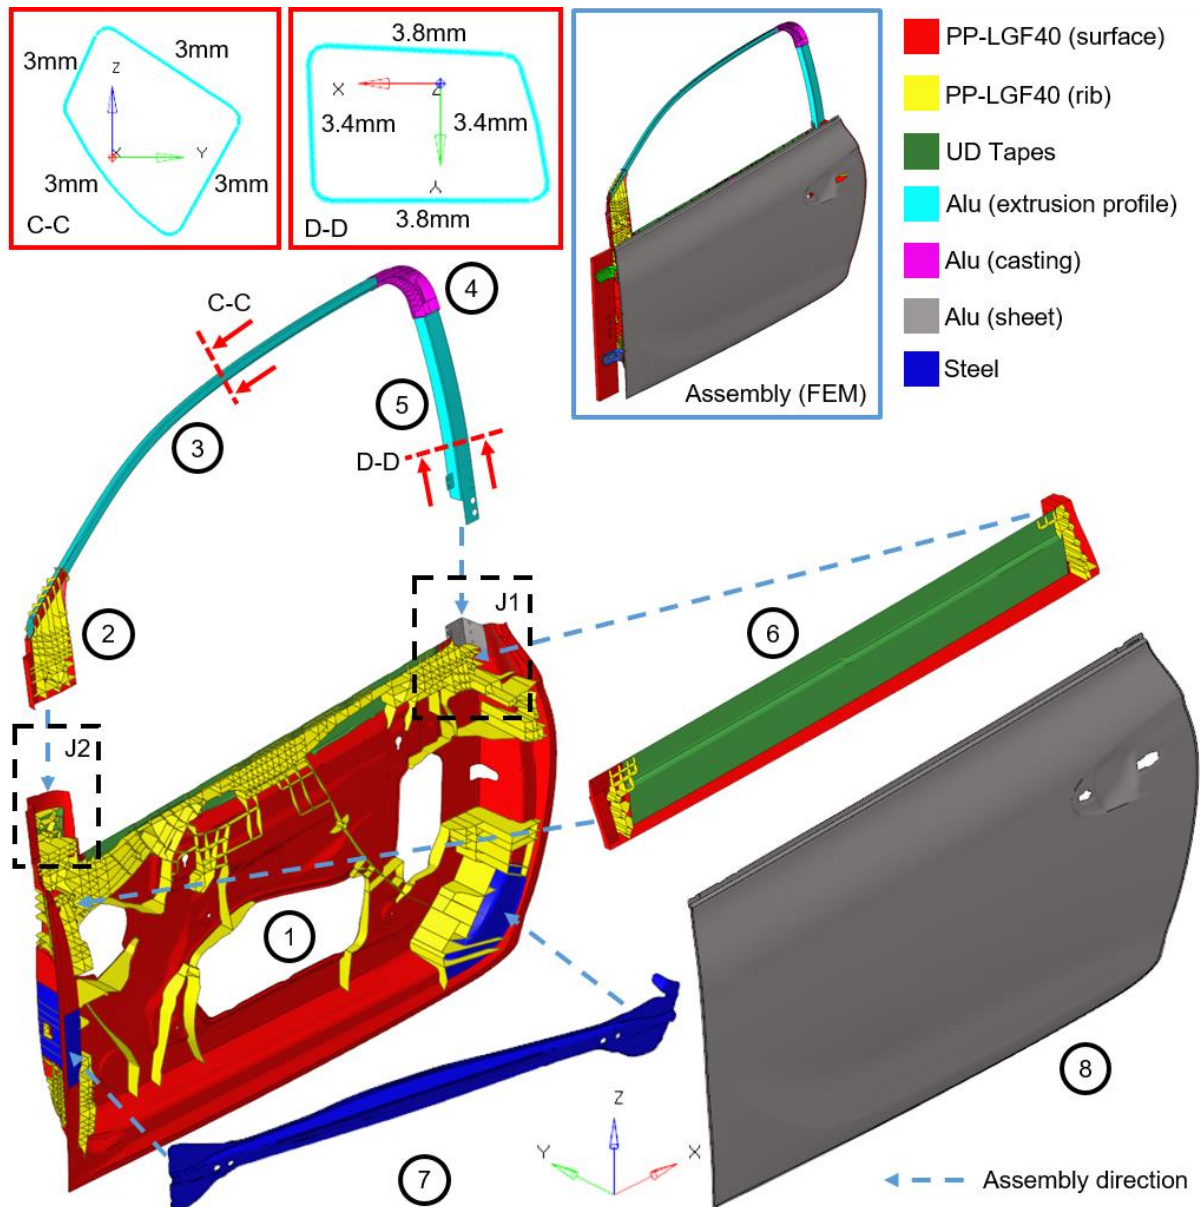 3mm
3mm
Z
X
Y
3mm
3mm
C-C
3.8mm
X
Z
3.4mm
3.4mm
Y
3.8mm
D-D
Assembly (FEM)
PP-LGF40 (surface)
PP-LGF40 (rib)
UD Tapes
Alu (extrusion profile)
Alu (casting)
Alu (sheet)
Steel
C-C
4
3
5
D-D
2
J1
6
J2
1
8
7
Z
Y
X
Assembly direction